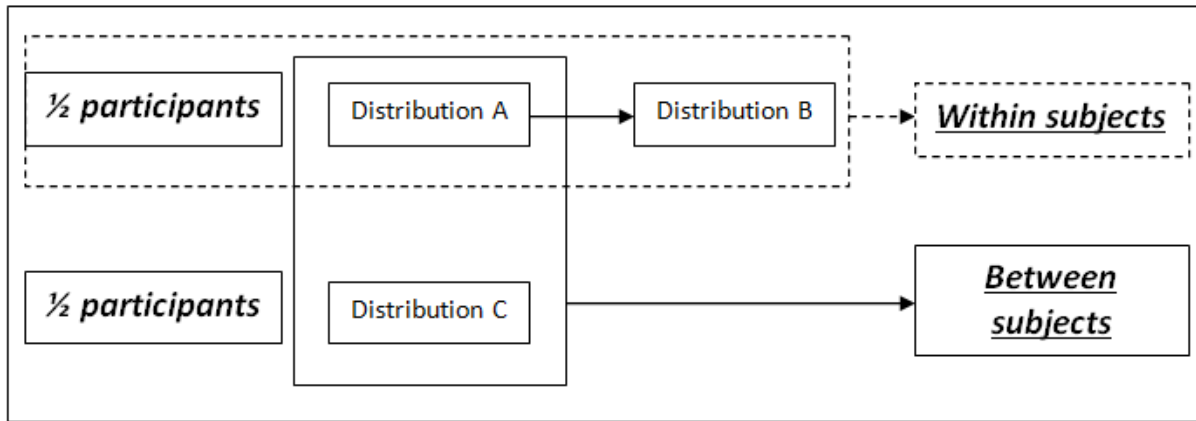 ½ participants
Distribution A
Distribution B
Within subjects
½ participants
Distribution C
Between
subjects